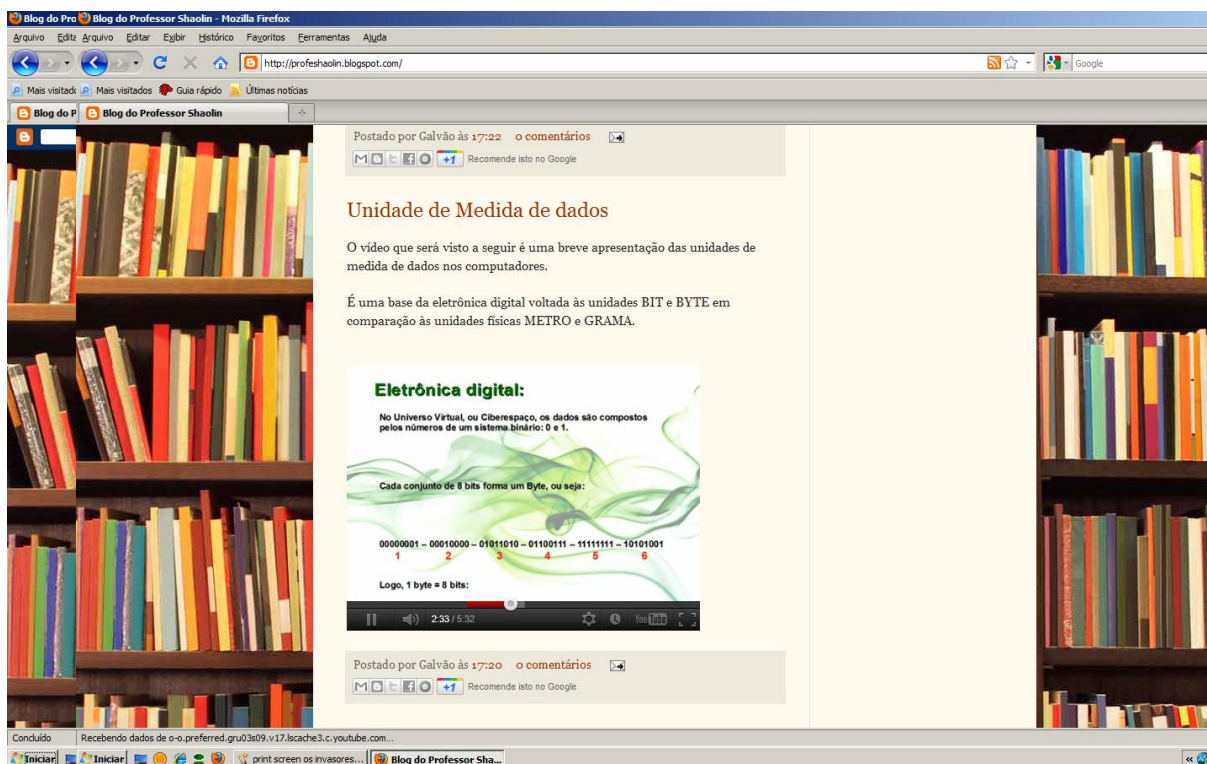 Blog do Pro
Blog do Professor Shaolin - Mozilla Firefox
Arquivo Edita
Arquivo Editar Exibir Histórico Favoritos Ferramentas Ajuda
http://profeshaolin.blogspot.com/
Google
Mais visitado
Mais visitados Guia rápido Últimas notícias
Blog do P
Blog do Professor Shaolin
Postado por Galvão às 17:22 0 comentários
+1 Recomende isto no Google
Unidade de Medida de dados
O vídeo que será visto a seguir é uma breve apresentação das unidades de
medida de dados nos computadores.
É uma base da eletrônica digital voltada às unidades BIT e BYTE em
comparação às unidades físicas METRO e GRAMA.
Eletrônica digital:
No Universo Virtual, ou Ciberespaço, os dados são compostos
pelos números de um sistema binário: 0 e 1.
Cada conjunto de 8 bits forma um Byte, ou seja:
00000001 – 00010000 – 01011010 – 01100111 – 11111111 – 10101001
1 2 3 4 5 6
Logo, 1 byte = 8 bits:
2:33 / 5:32 YouTube
Postado por Galvão às 17:20 0 comentários
+1 Recomende isto no Google
Concluído
Recebendo dados de o-o.preferred.gru03s09.v17.lscache3.c.youtube.com...
Iniciar
Iniciar print screen os invasores... Blog do Professor Sha...